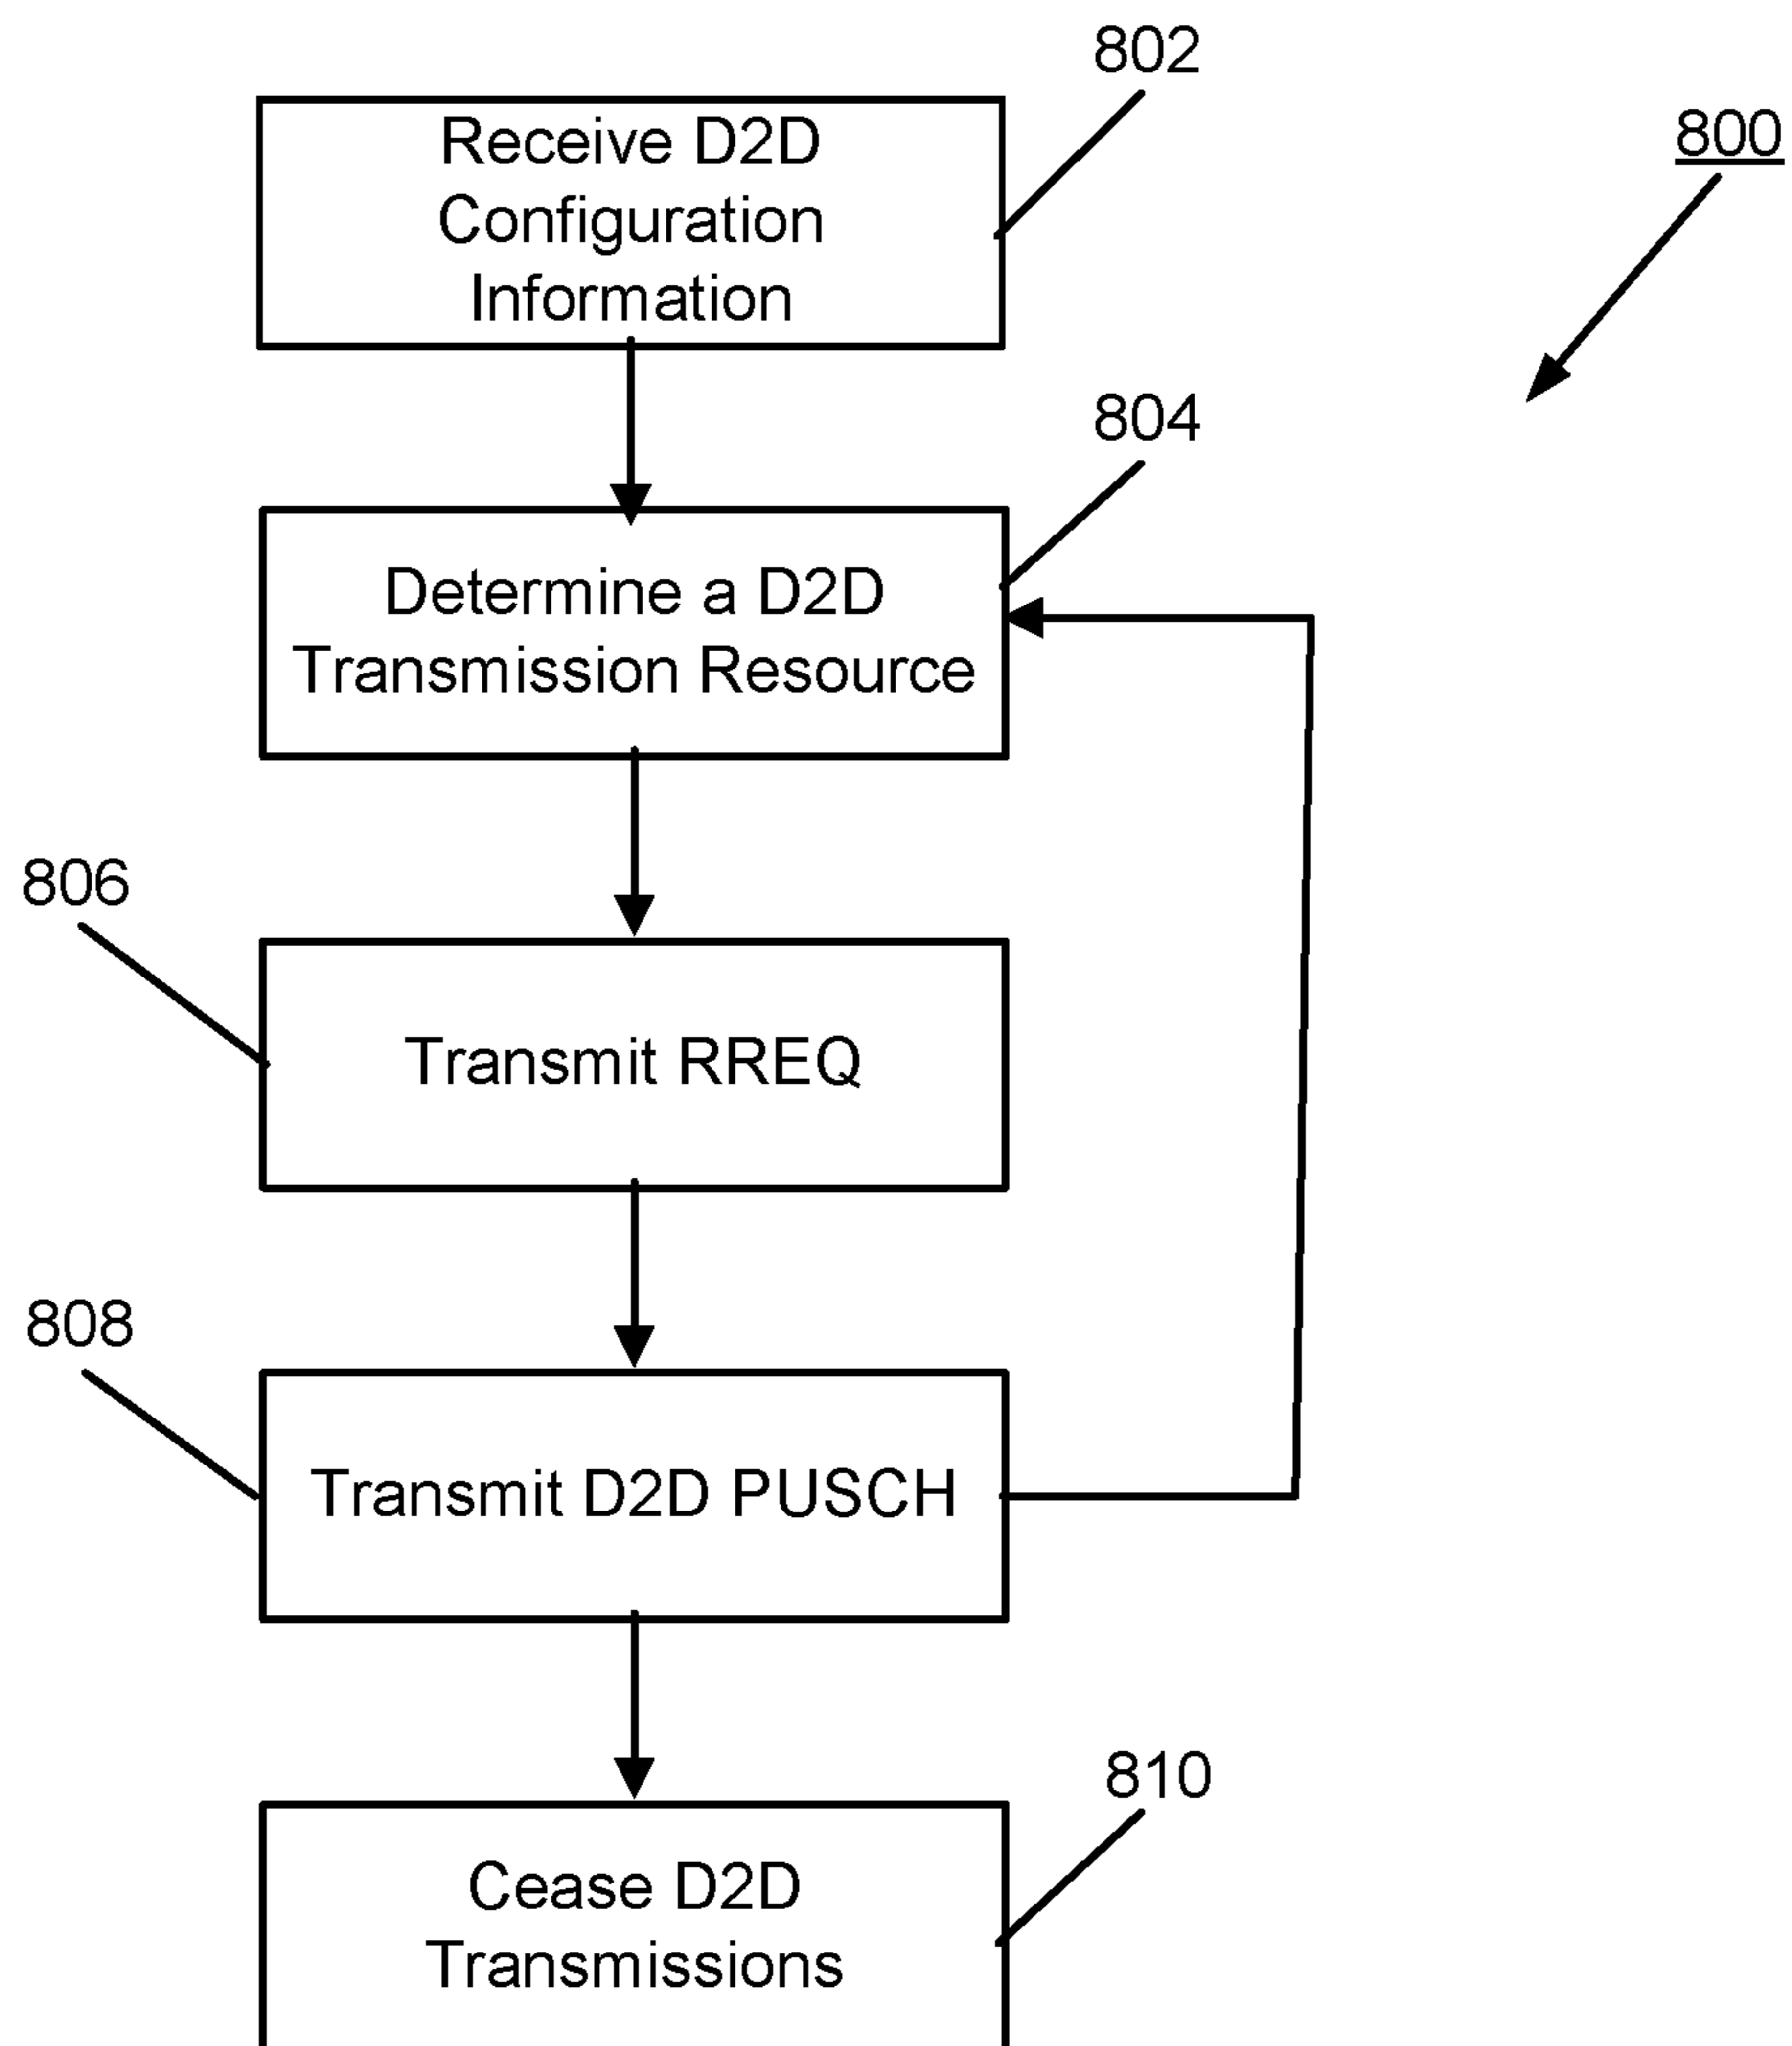 802
800
Receive D2D
Configuration
Information
804
Determine a D2D
Transmission Resource
806
Transmit RREQ
808
Transmit D2D PUSCH
810
Cease D2D
Transmissions